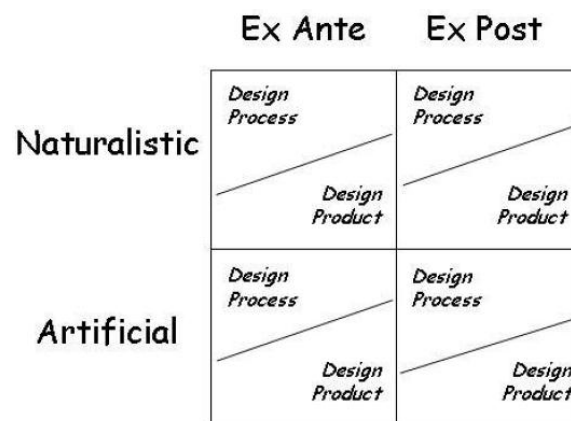 Ex Ante Ex Post
Naturalistic
Design
Process
Design
Product
Design
Process
Design
Product
Artificial
Design
Process
Design
Product
Design
Process
Design
Product